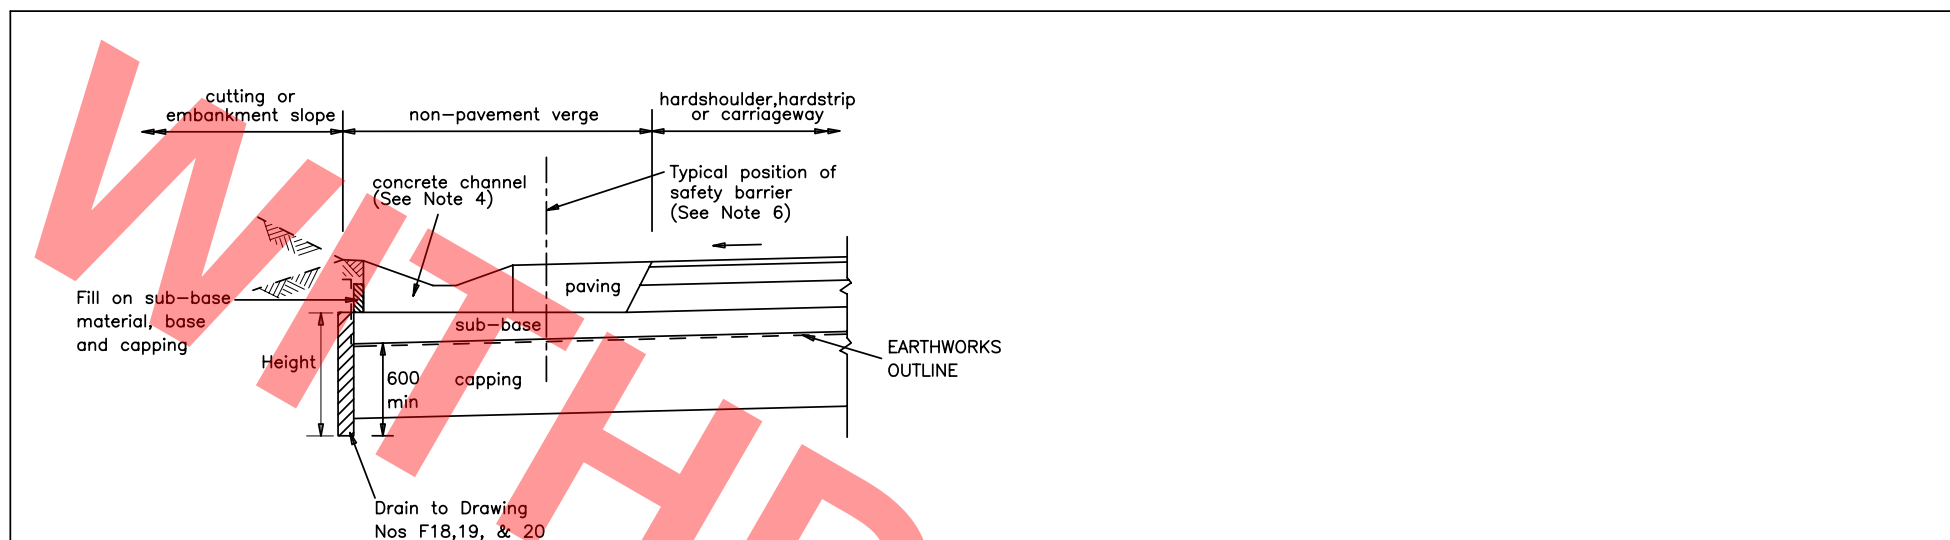 cutting or
embankment slope
non-pavement verge
hardshoulder,hardstrip
or carriageway
concrete channel
(See Note 4)
Typical position of
safety barrier
(See Note 6)
paving
Fill on sub-base
material, base
and capping
sub-base
Height
600
min
capping
EARTHWORKS
OUTLINE
Drain to Drawing
Nos F18,19, & 20
WITHD